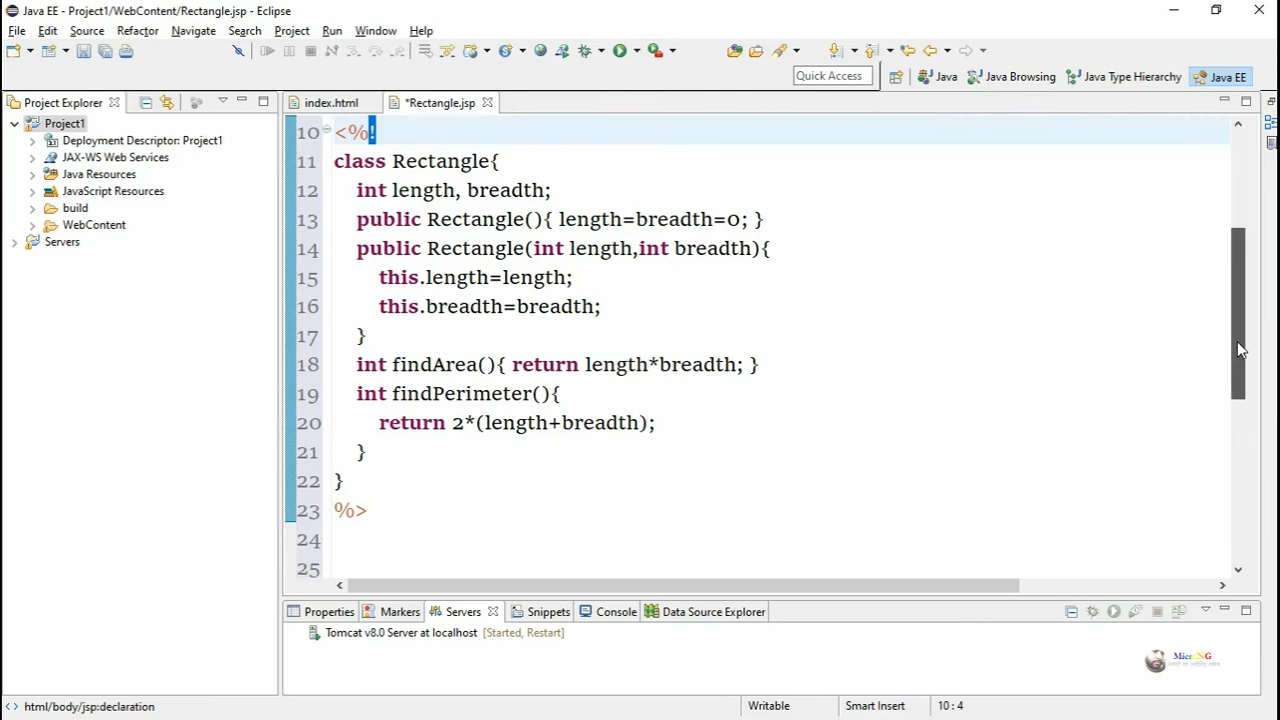 Java EE - Project1/WebContent/Rectangle.jsp - Eclipse
File Edit Source Refactor Navigate Search Project Run Window Help
Quick Access Java Java Browsing Java Type Hierarchy Java EE
Project Explorer
Project1
Deployment Descriptor: Project1
JAX-WS Web Services
Java Resources
JavaScript Resources
build
WebContent
Servers
index.html *Rectangle.jsp
10 <%!
11 class Rectangle{
12 int length, breadth;
13 public Rectangle(){ length=breadth=0; }
14 public Rectangle(int length,int breadth){
15 this.length=length;
16 this.breadth=breadth;
17 }
18 int findArea(){ return length*breadth; }
19 int findPerimeter(){
20 return 2*(length+breadth);
21 }
22 }
23 %>
24
25
Properties Markers Servers Snippets Console Data Source Explorer
Tomcat v8.0 Server at localhost [Started, Restart]
MicroNG
html/body/jsp:declaration Writable Smart Insert 10 : 4